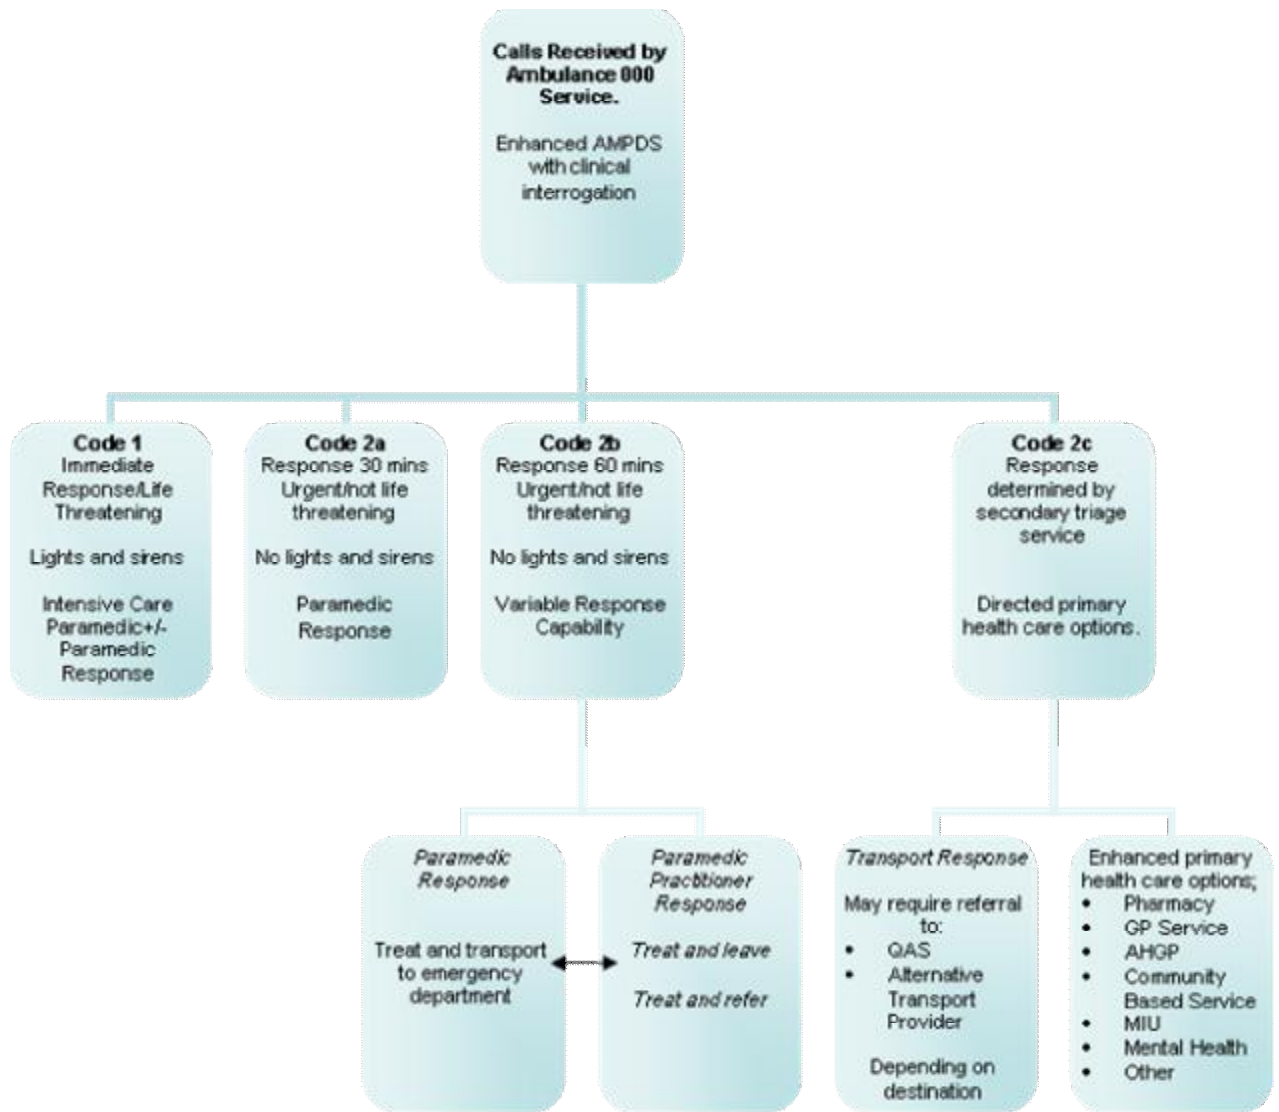 Calls Received by
Ambulance 000
Service.
Enhanced AMPDS
with clinical
interrogation
Code 1
Immediate
Response/Life
Threatening
Lights and sirens
Intensive Care
Paramedic+/-
Paramedic
Response
Code 2a
Response 30 mins
Urgent/not life
threatening
No lights and sirens
Paramedic
Response
Code 2b
Response 60 mins
Urgent/not life
threatening
No lights and sirens
Variable Response
Capability
Code 2c
Response
determined by
secondary triage
service
Directed primary
health care options.
Paramedic
Response
Treat and transport
to emergency
department
Paramedic
Practitioner
Response
Treat and leave
Treat and refer
Transport Response
May require referral
to:
• QAS
• Alternative
Transport
Provider
Depending on
destination
Enhanced primary
health care options;
• Pharmacy
• GP Service
• AHGP
• Community
Based Service
• MIU
• Mental Health
• Other